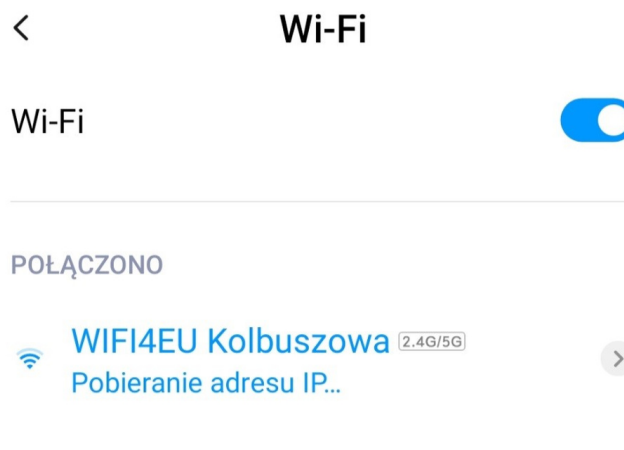 Wi-Fi
Wi-Fi
POŁĄCZONO
WIFI4EU Kolbuszowa 2.4G/5G
Pobieranie adresu IP...